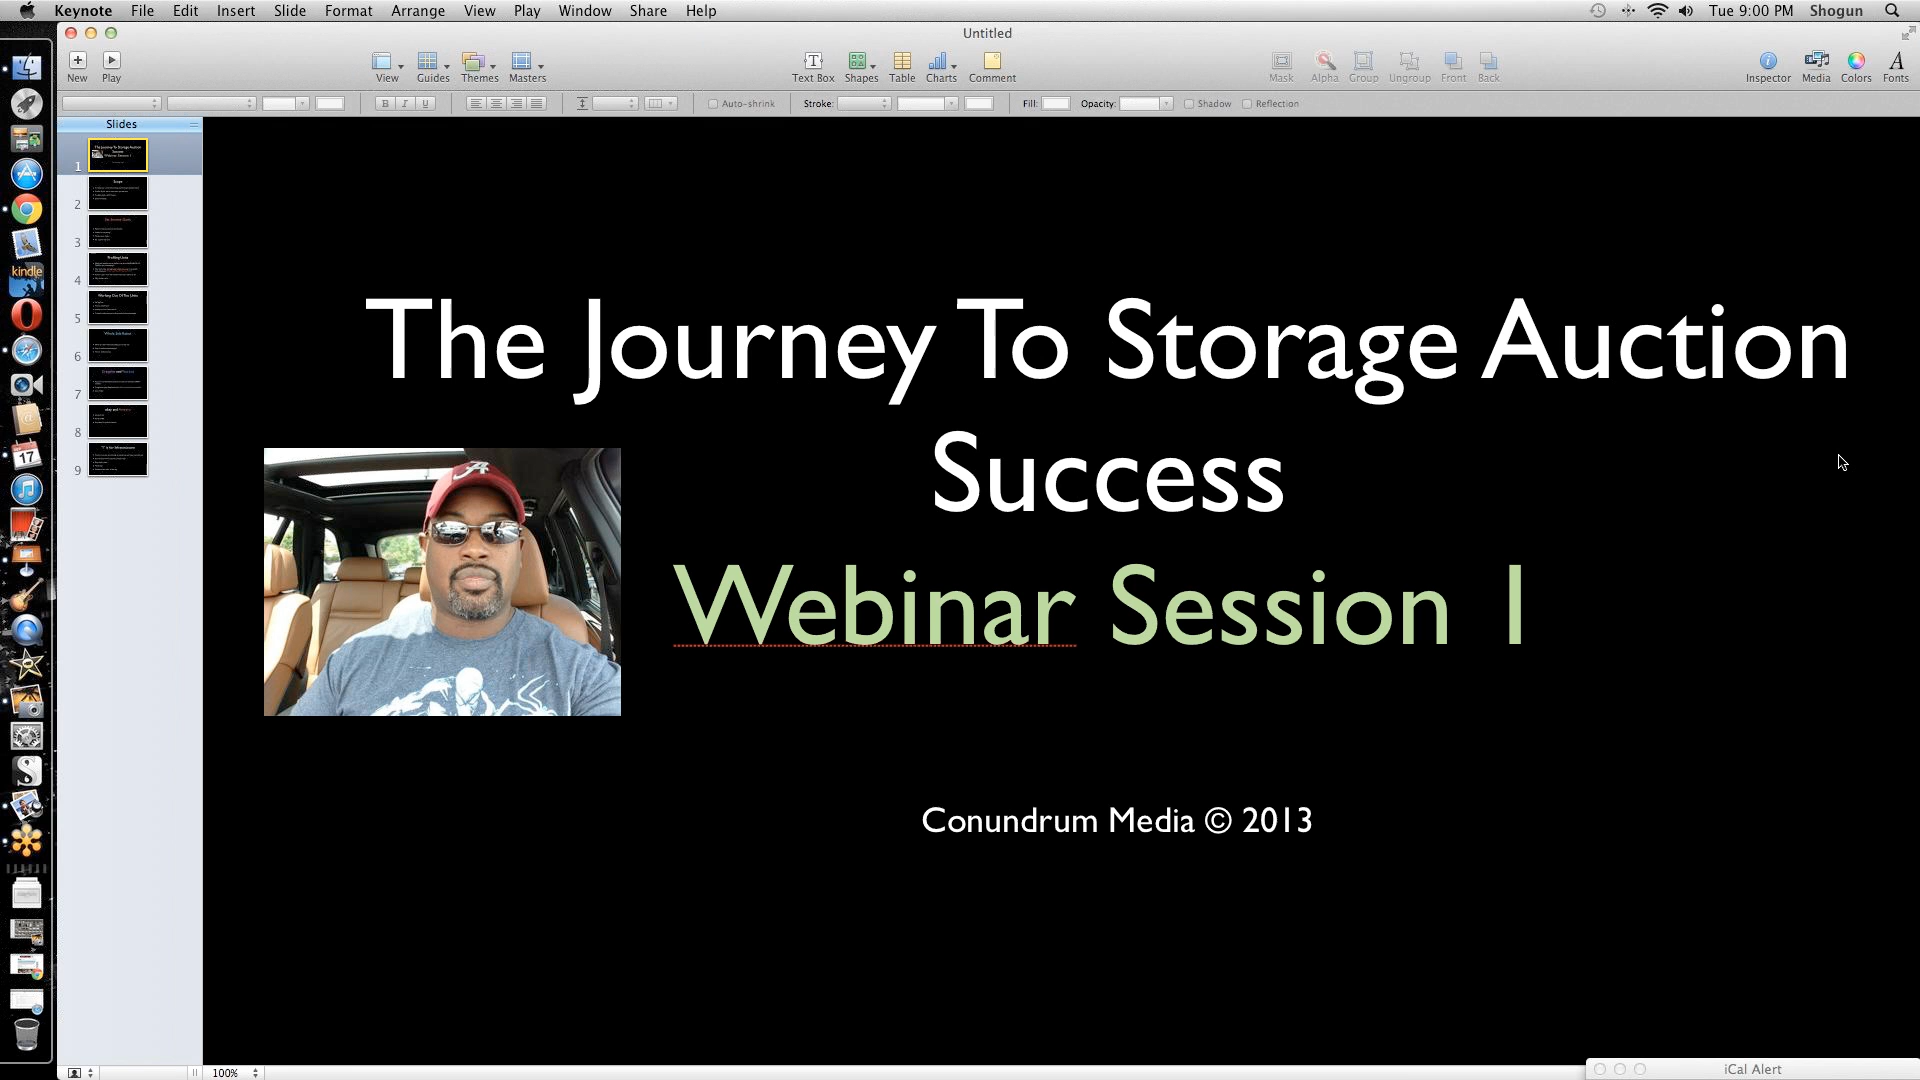 Keynote File Edit Insert Slide Format Arrange View Play Window Share Help Tue 9:00 PM Shogun
Untitled
New Play View Guides Themes Masters Text Box Shapes Table Charts Comment Mask Alpha Group Ungroup Front Back Inspector Media Colors Fonts
B I U Auto-shrink Stroke: Fill: Opacity: Shadow Reflection
Slides
1
2
3
4
5
6
7
8
9
kindle
17
The Journey To Storage Auction
Success
Webinar Session 1
Conundrum Media © 2013
100%
iCal Alert